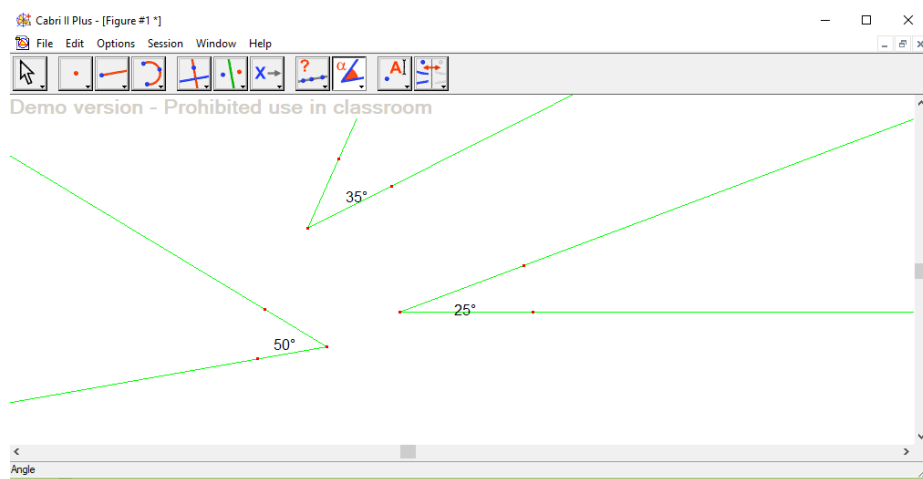 Cabri II Plus - [Figure #1 *]
File Edit Options Session Window Help
? α A X
Demo version - Prohibited use in classroom
35°
25°
50°
Angle